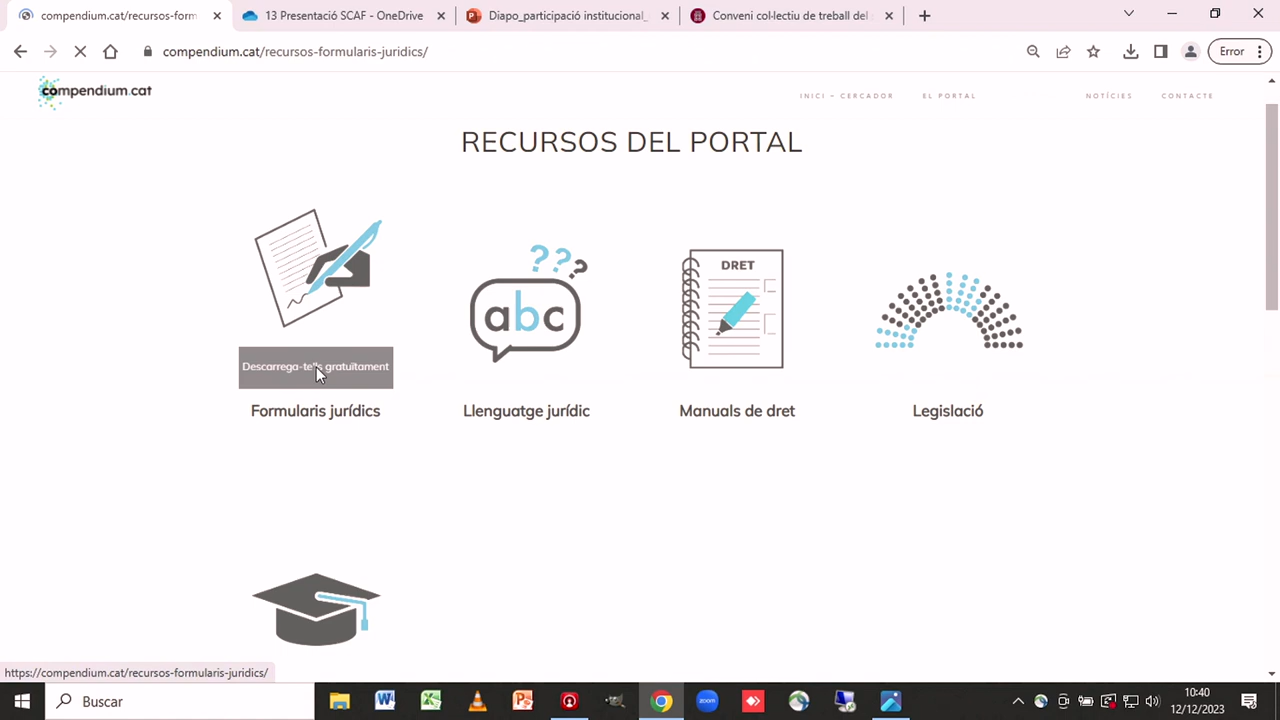 compendium.cat/recursos-form
13 Presentació SCAF - OneDrive
Diapo_participació institucional_
Conveni col·lectiu de treball del
compendium.cat/recursos-formularis-juridics/
Error
compendium.cat
INICI – CERCADOR
EL PORTAL
NOTÍCIES
CONTACTE
RECURSOS DEL PORTAL
???
abc
DRET
Descarrega-te'ls gratuïtament
Formularis jurídics
Llenguatge jurídic
Manuals de dret
Legislació
https://compendium.cat/recursos-formularis-juridics/
Buscar
10:40
12/12/2023